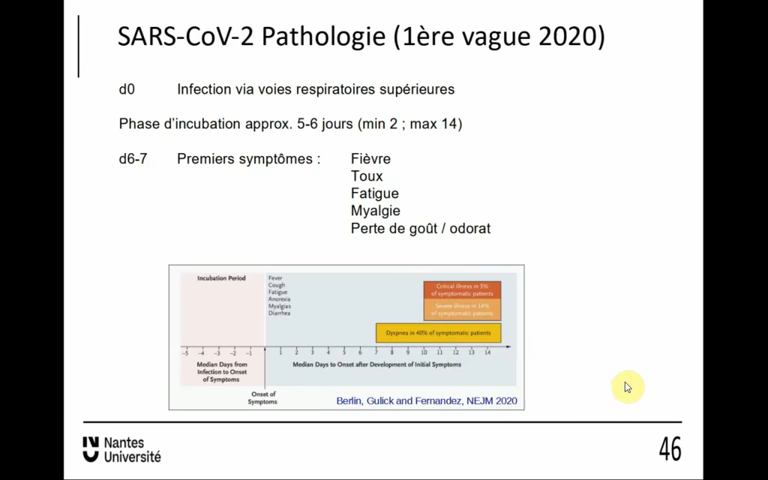 SARS-CoV-2 Pathologie (1ère vague 2020)
d0 Infection via voies respiratoires supérieures
Phase d'incubation approx. 5-6 jours (min 2 ; max 14)
d6-7 Premiers symptômes : Fièvre
Toux
Fatigue
Myalgie
Perte de goût / odorat
Incubation Period
Fever
Cough
Fatigue
Anorexia
Myalgias
Diarrhea
Critical illness in 5%
of symptomatic patients
Severe illness in 14%
of symptomatic patients
Dyspnea in 40% of symptomatic patients
-5 -4 -3 -2 -1 1 2 3 4 5 6 7 8 9 10 11 12 13 14
Median Days from
Infection to Onset
of Symptoms
Median Days to Onset after Development of Initial Symptoms
Onset of
Symptoms
Berlin, Gulick and Fernandez, NEJM 2020
Nantes
Université
46